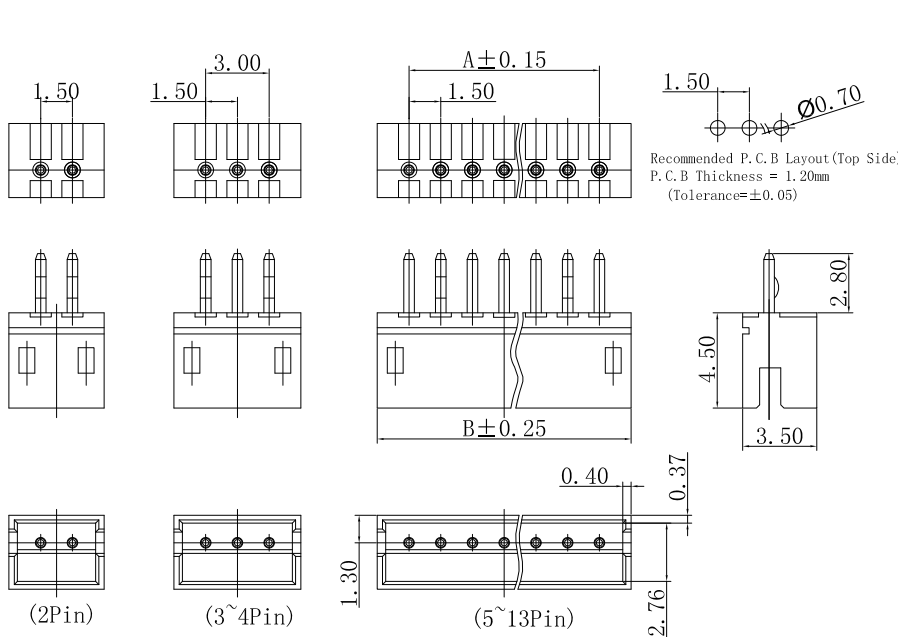 1.50
3.00
1.50
A±0.15
1.50
1.50
Ø0.70
Recommended P.C.B Layout(Top Side)
P.C.B Thickness = 1.20mm
(Tolerance=±0.05)
2.80
4.50
3.50
B±0.25
0.40
0.37
1.30
2.76
(2Pin)
(3~4Pin)
(5~13Pin)